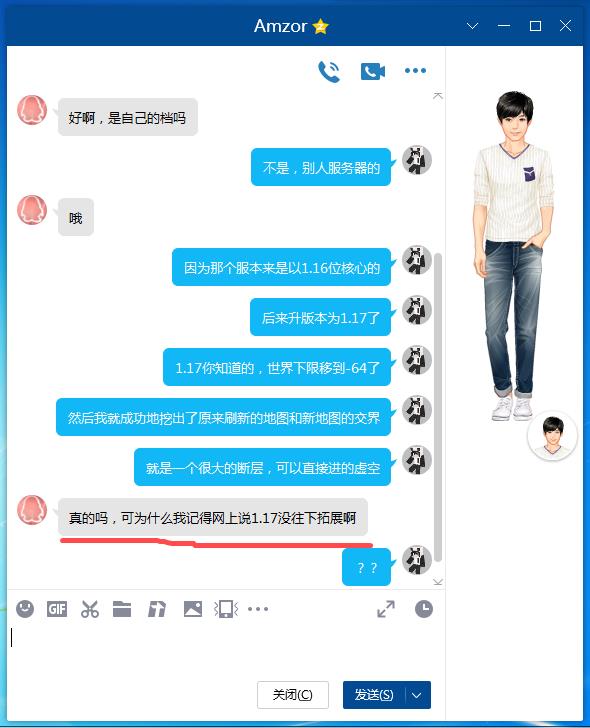 Amzor
好啊，是自己的档吗
不是，别人服务器的
哦
因为那个服本来是以1.16位核心的
后来升版本为1.17了
1.17你知道的，世界下限移到-64了
然后我就成功地挖出了原来刷新的地图和新地图的交界
就是一个很大的断层，可以直接进的虚空
真的吗，可为什么我记得网上说1.17没往下拓展啊
？？
GIF
关闭(C)
发送(S)